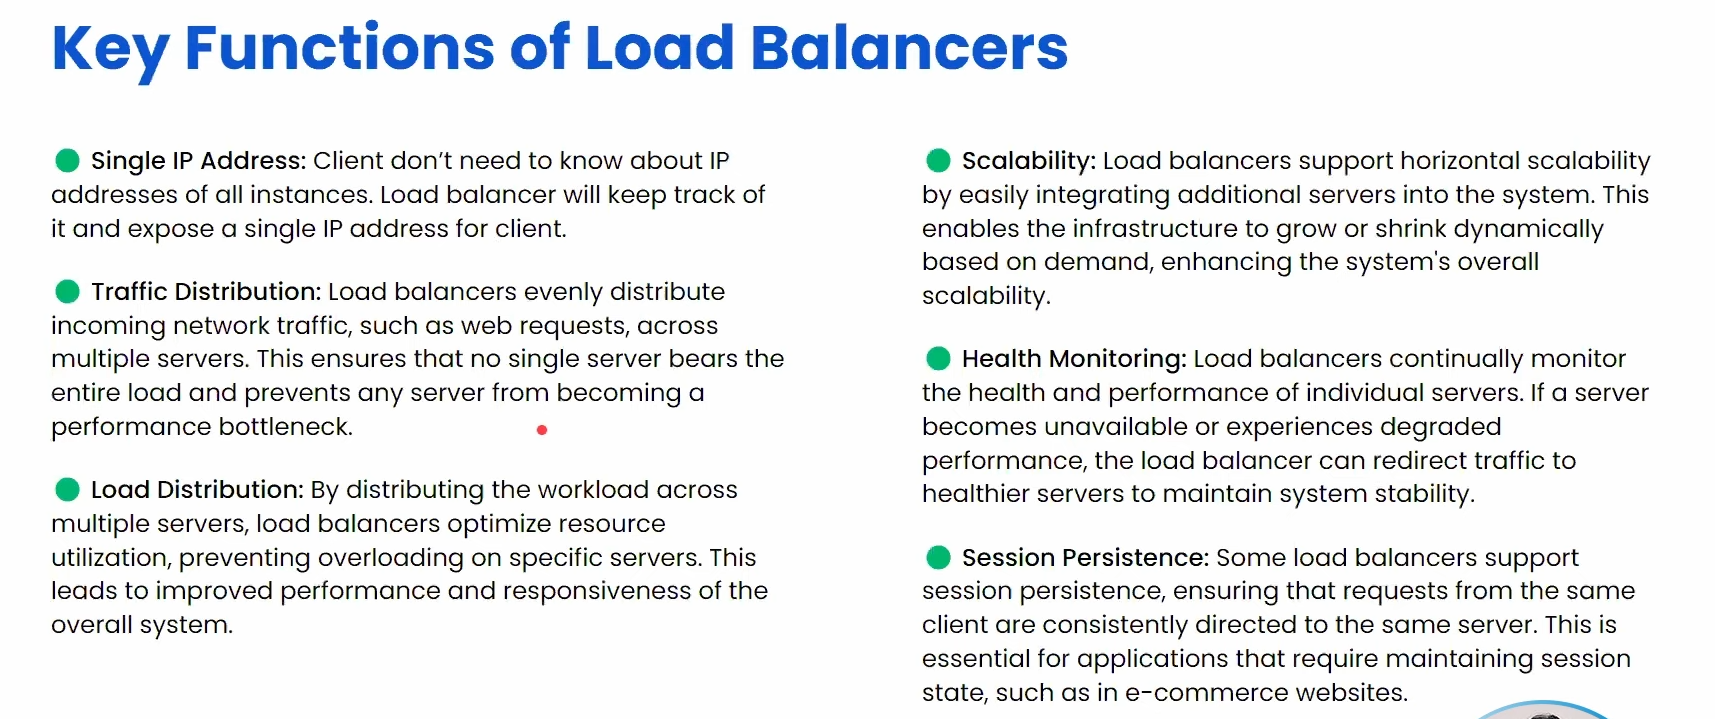 Key Functions of Load Balancers
Single IP Address: Client don't need to know about IP
addresses of all instances. Load balancer will keep track of
it and expose a single IP address for client.
Traffic Distribution: Load balancers evenly distribute
incoming network traffic, such as web requests, across
multiple servers. This ensures that no single server bears the
entire load and prevents any server from becoming a
performance bottleneck.
Load Distribution: By distributing the workload across
multiple servers, load balancers optimize resource
utilization, preventing overloading on specific servers. This
leads to improved performance and responsiveness of the
overall system.
Scalability: Load balancers support horizontal scalability
by easily integrating additional servers into the system. This
enables the infrastructure to grow or shrink dynamically
based on demand, enhancing the system's overall
scalability.
Health Monitoring: Load balancers continually monitor
the health and performance of individual servers. If a server
becomes unavailable or experiences degraded
performance, the load balancer can redirect traffic to
healthier servers to maintain system stability.
Session Persistence: Some load balancers support
session persistence, ensuring that requests from the same
client are consistently directed to the same server. This is
essential for applications that require maintaining session
state, such as in e-commerce websites.